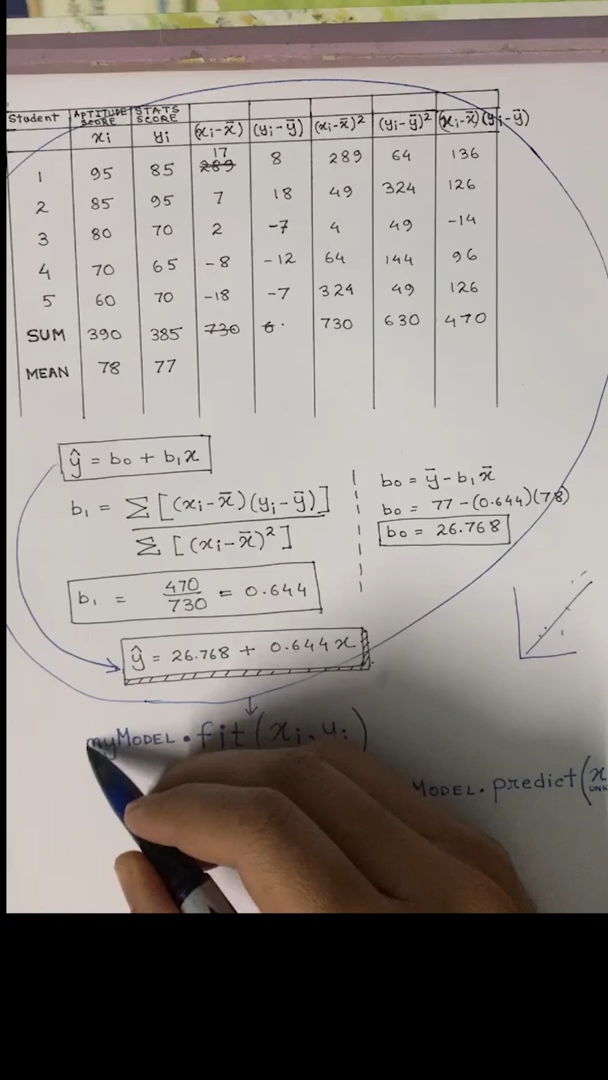 Student APTITUDE SCORE STATS SCORE
xi yi (xi-x̄) (yi-ȳ) (xi-x̄)² (yi-ȳ)² (xi-x̄)(yi-ȳ)
1 95 85 17 289 8 289 64 136
2 85 95 7 18 49 324 126
3 80 70 2 -7 4 49 -14
4 70 65 -8 -12 64 144 96
5 60 70 -18 -7 324 49 126
SUM 390 385 730 6. 730 630 470
MEAN 78 77
ŷ = b0 + b1x
b1 = Σ[(xi-x̄)(yi-ȳ)]
Σ[(xi-x̄)²]
b1 = 470/730 = 0.644
b0 = ȳ - b1x̄
b0 = 77-(0.644)(78)
b0 = 26.768
ŷ = 26.768 + 0.644x
myMODEL.fit(xi, yi)
MODEL.predict(x